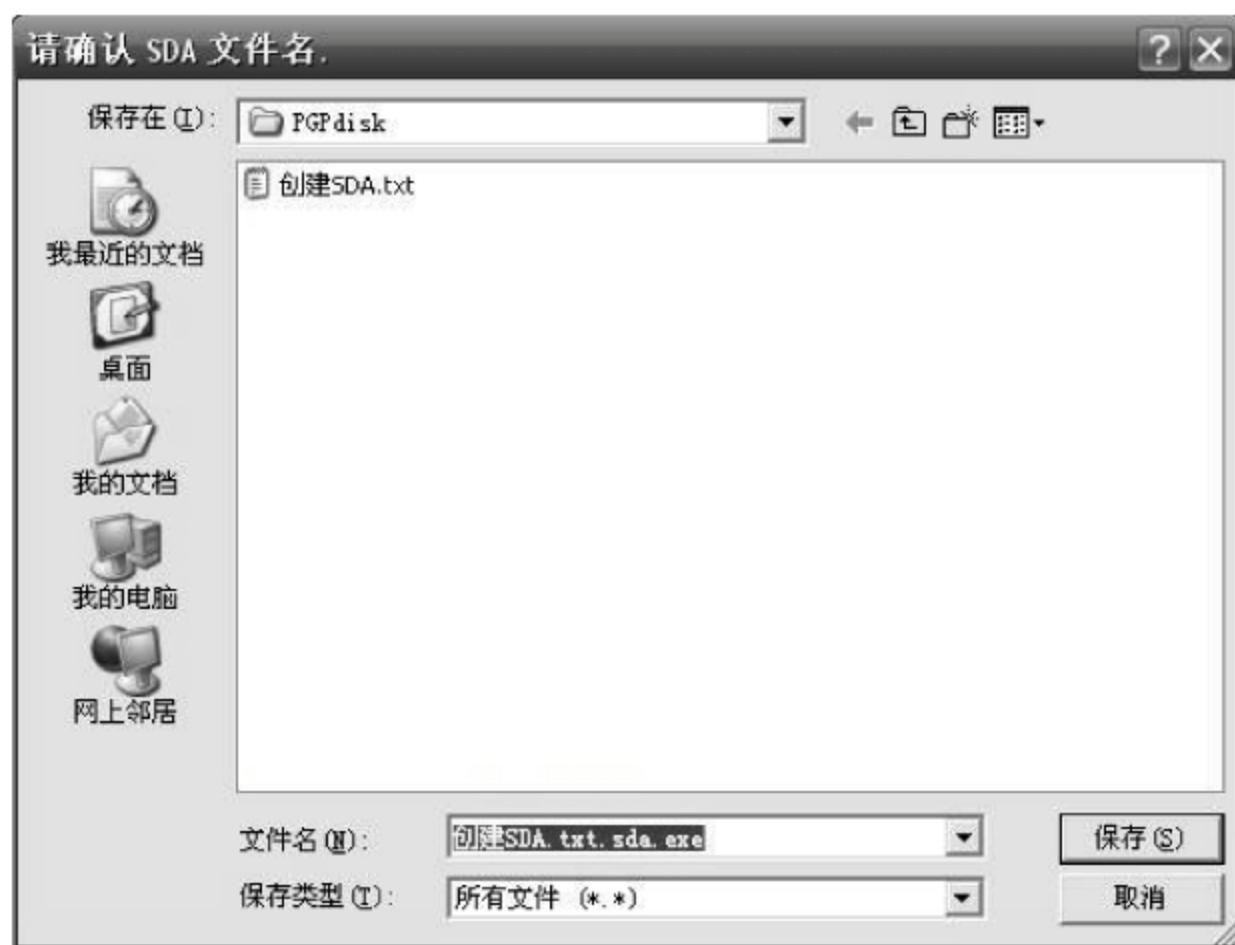 请确认 SDA 文件名.
保存在(I):
PGPdisk
创建SDA.txt
我最近的文档
桌面
我的文档
我的电脑
网上邻居
文件名(N):
创建SDA.txt.sda.exe
保存(S)
保存类型(T):
所有文件 (*.*)
取消